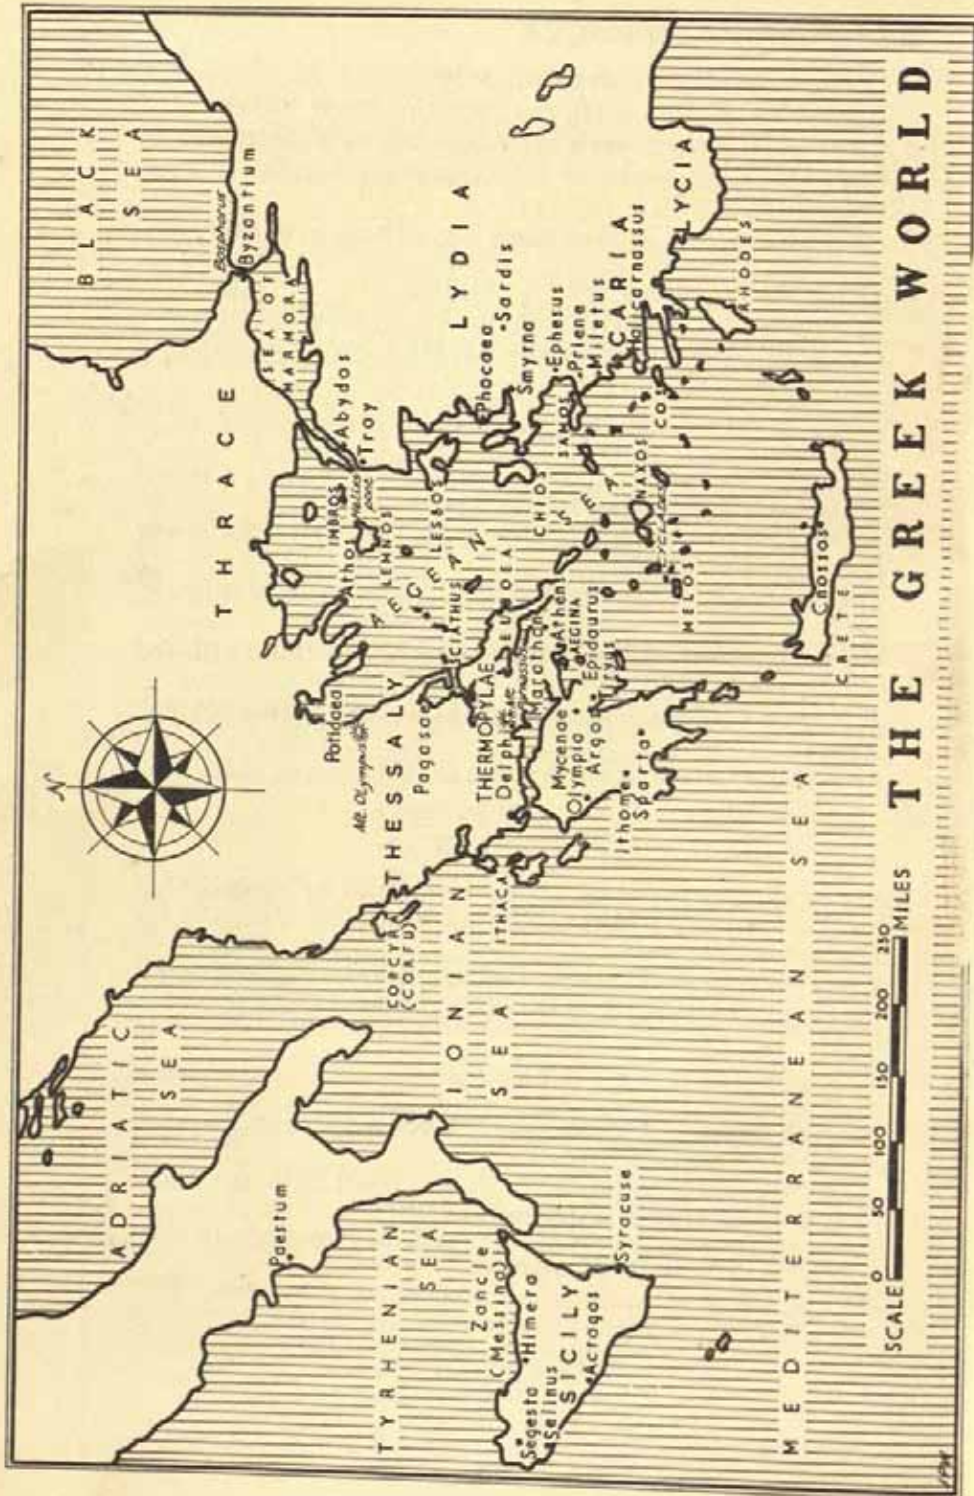 BLACK
SEA
Bosphorus
Byzantium
SEA OF
MARMORA
THRACE
ADRIATIC
SEA
N
Abydos
Troy
IMBROS
Helles
pont
Athos
LEMNOS
Potidaea
Mt. Olympus
THESSALY
Pagasae
CORCYRA
(CORFU)
LYDIA
Phocaea
Sardis
Smyrna
LESBOS
AEGEAN
SEA
SCIATHUS
EUBOEA
CHIOS
SAMOS
Ephesus
Priene
Miletus
CARIA
Halicarnassus
LYCIA
RHODES
COS
NAXOS
CYCLADES
MELOS
THERMOPYLAE
Delphi
Marathon
Athens
AEGINA
Mycenae
Epidaurus
Olympia
Argos
Tiryus
Ithome
Sparta
IONIAN
SEA
ITHACA
Paestum
TYRHENIAN
SEA
Zancle
(Messina)
Himera
Segesta
Selinus
SICILY
Acragas
Syracuse
Cnossos
CRETE
MEDITERRANEAN SEA
SCALE 0 50 100 150 200 250 MILES
THE GREEK WORLD